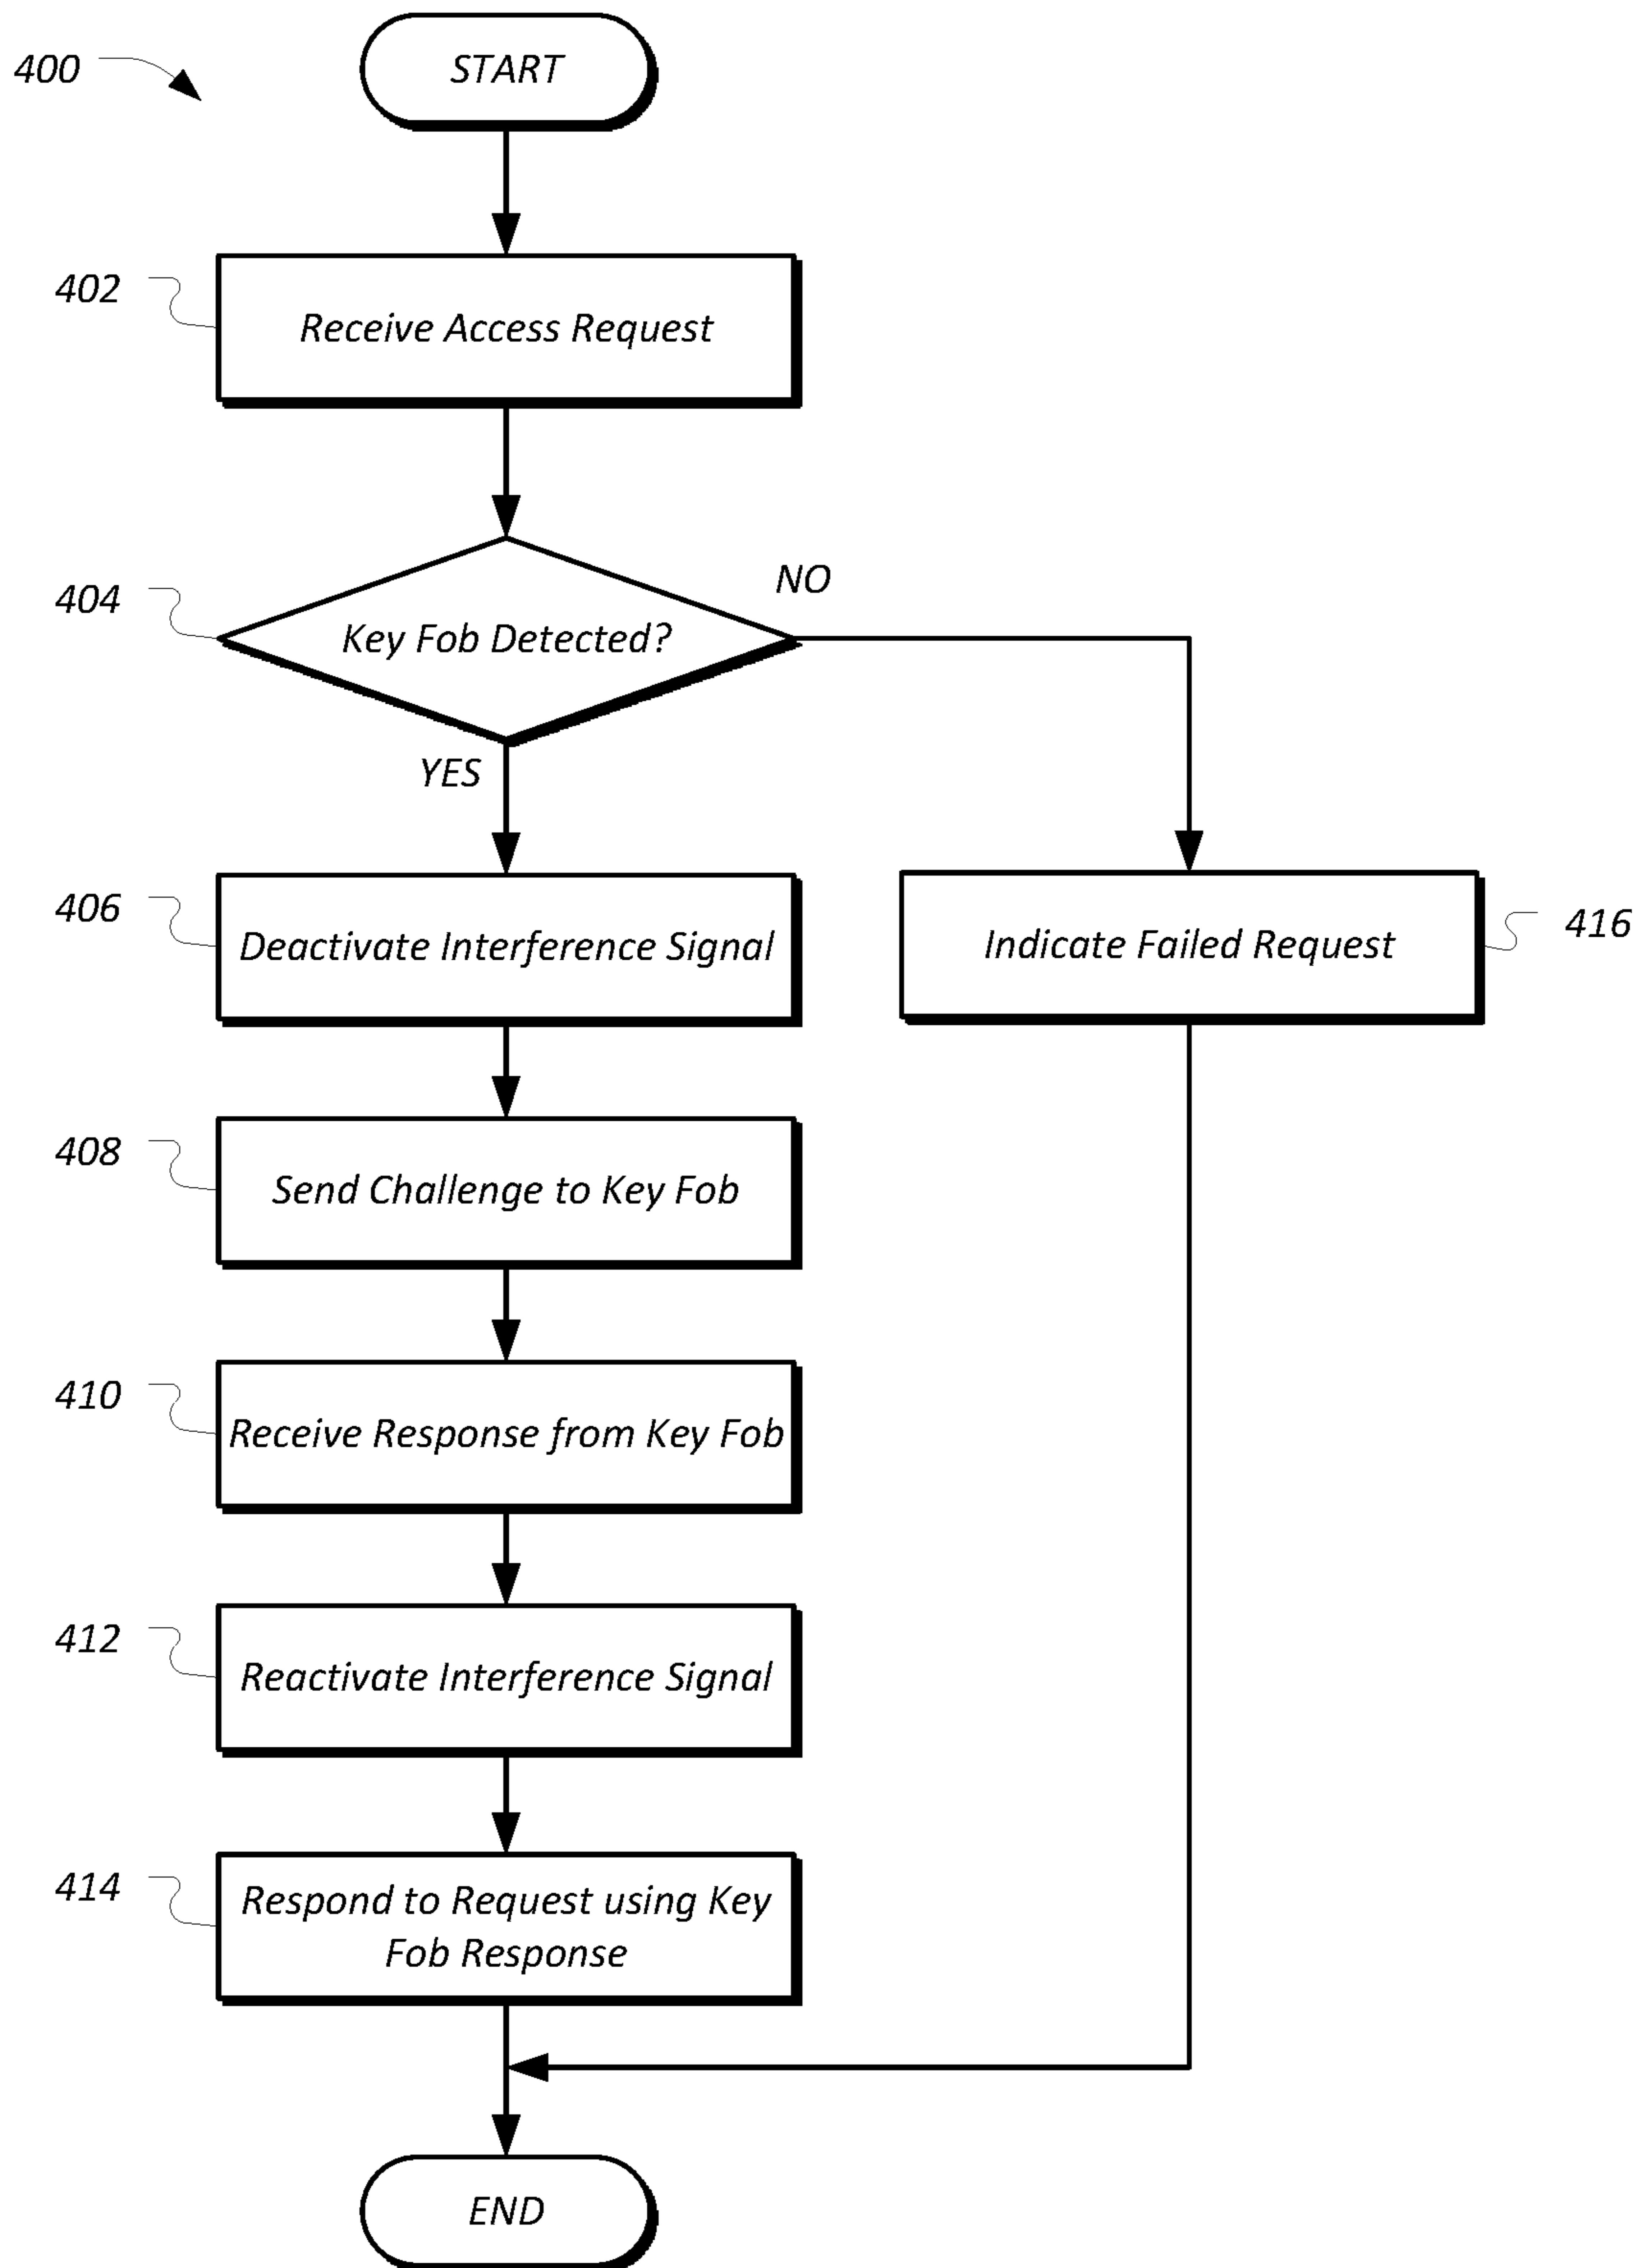 400
START
402
Receive Access Request
404
Key Fob Detected?
NO
YES
406
Deactivate Interference Signal
Indicate Failed Request
416
408
Send Challenge to Key Fob
410
Receive Response from Key Fob
412
Reactivate Interference Signal
414
Respond to Request using Key
Fob Response
END